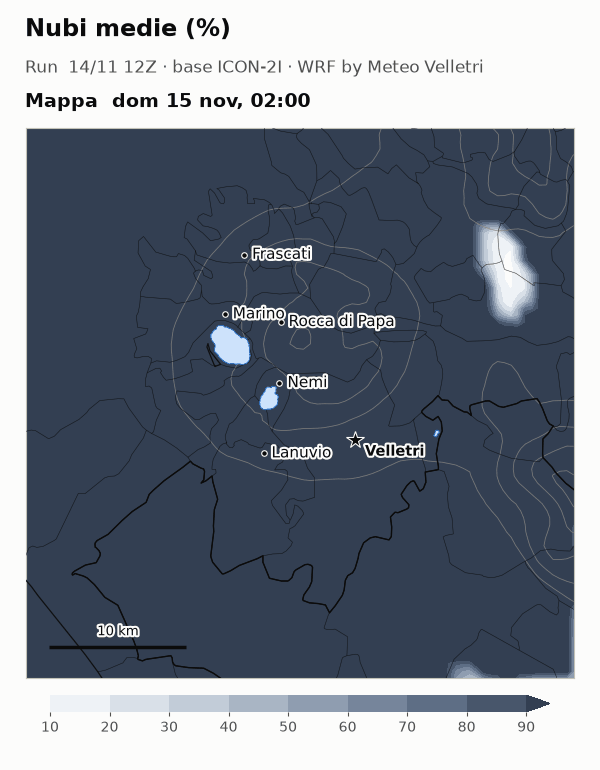 Nubi medie (%)
Run  14/11 12Z · base ICON-2I · WRF by Meteo Velletri
Mappa  dom 15 nov, 02:00
Frascati
Marino
Rocca di Papa
Nemi
Velletri
Lanuvio
10 km
10 20 30 40 50 60 70 80 90